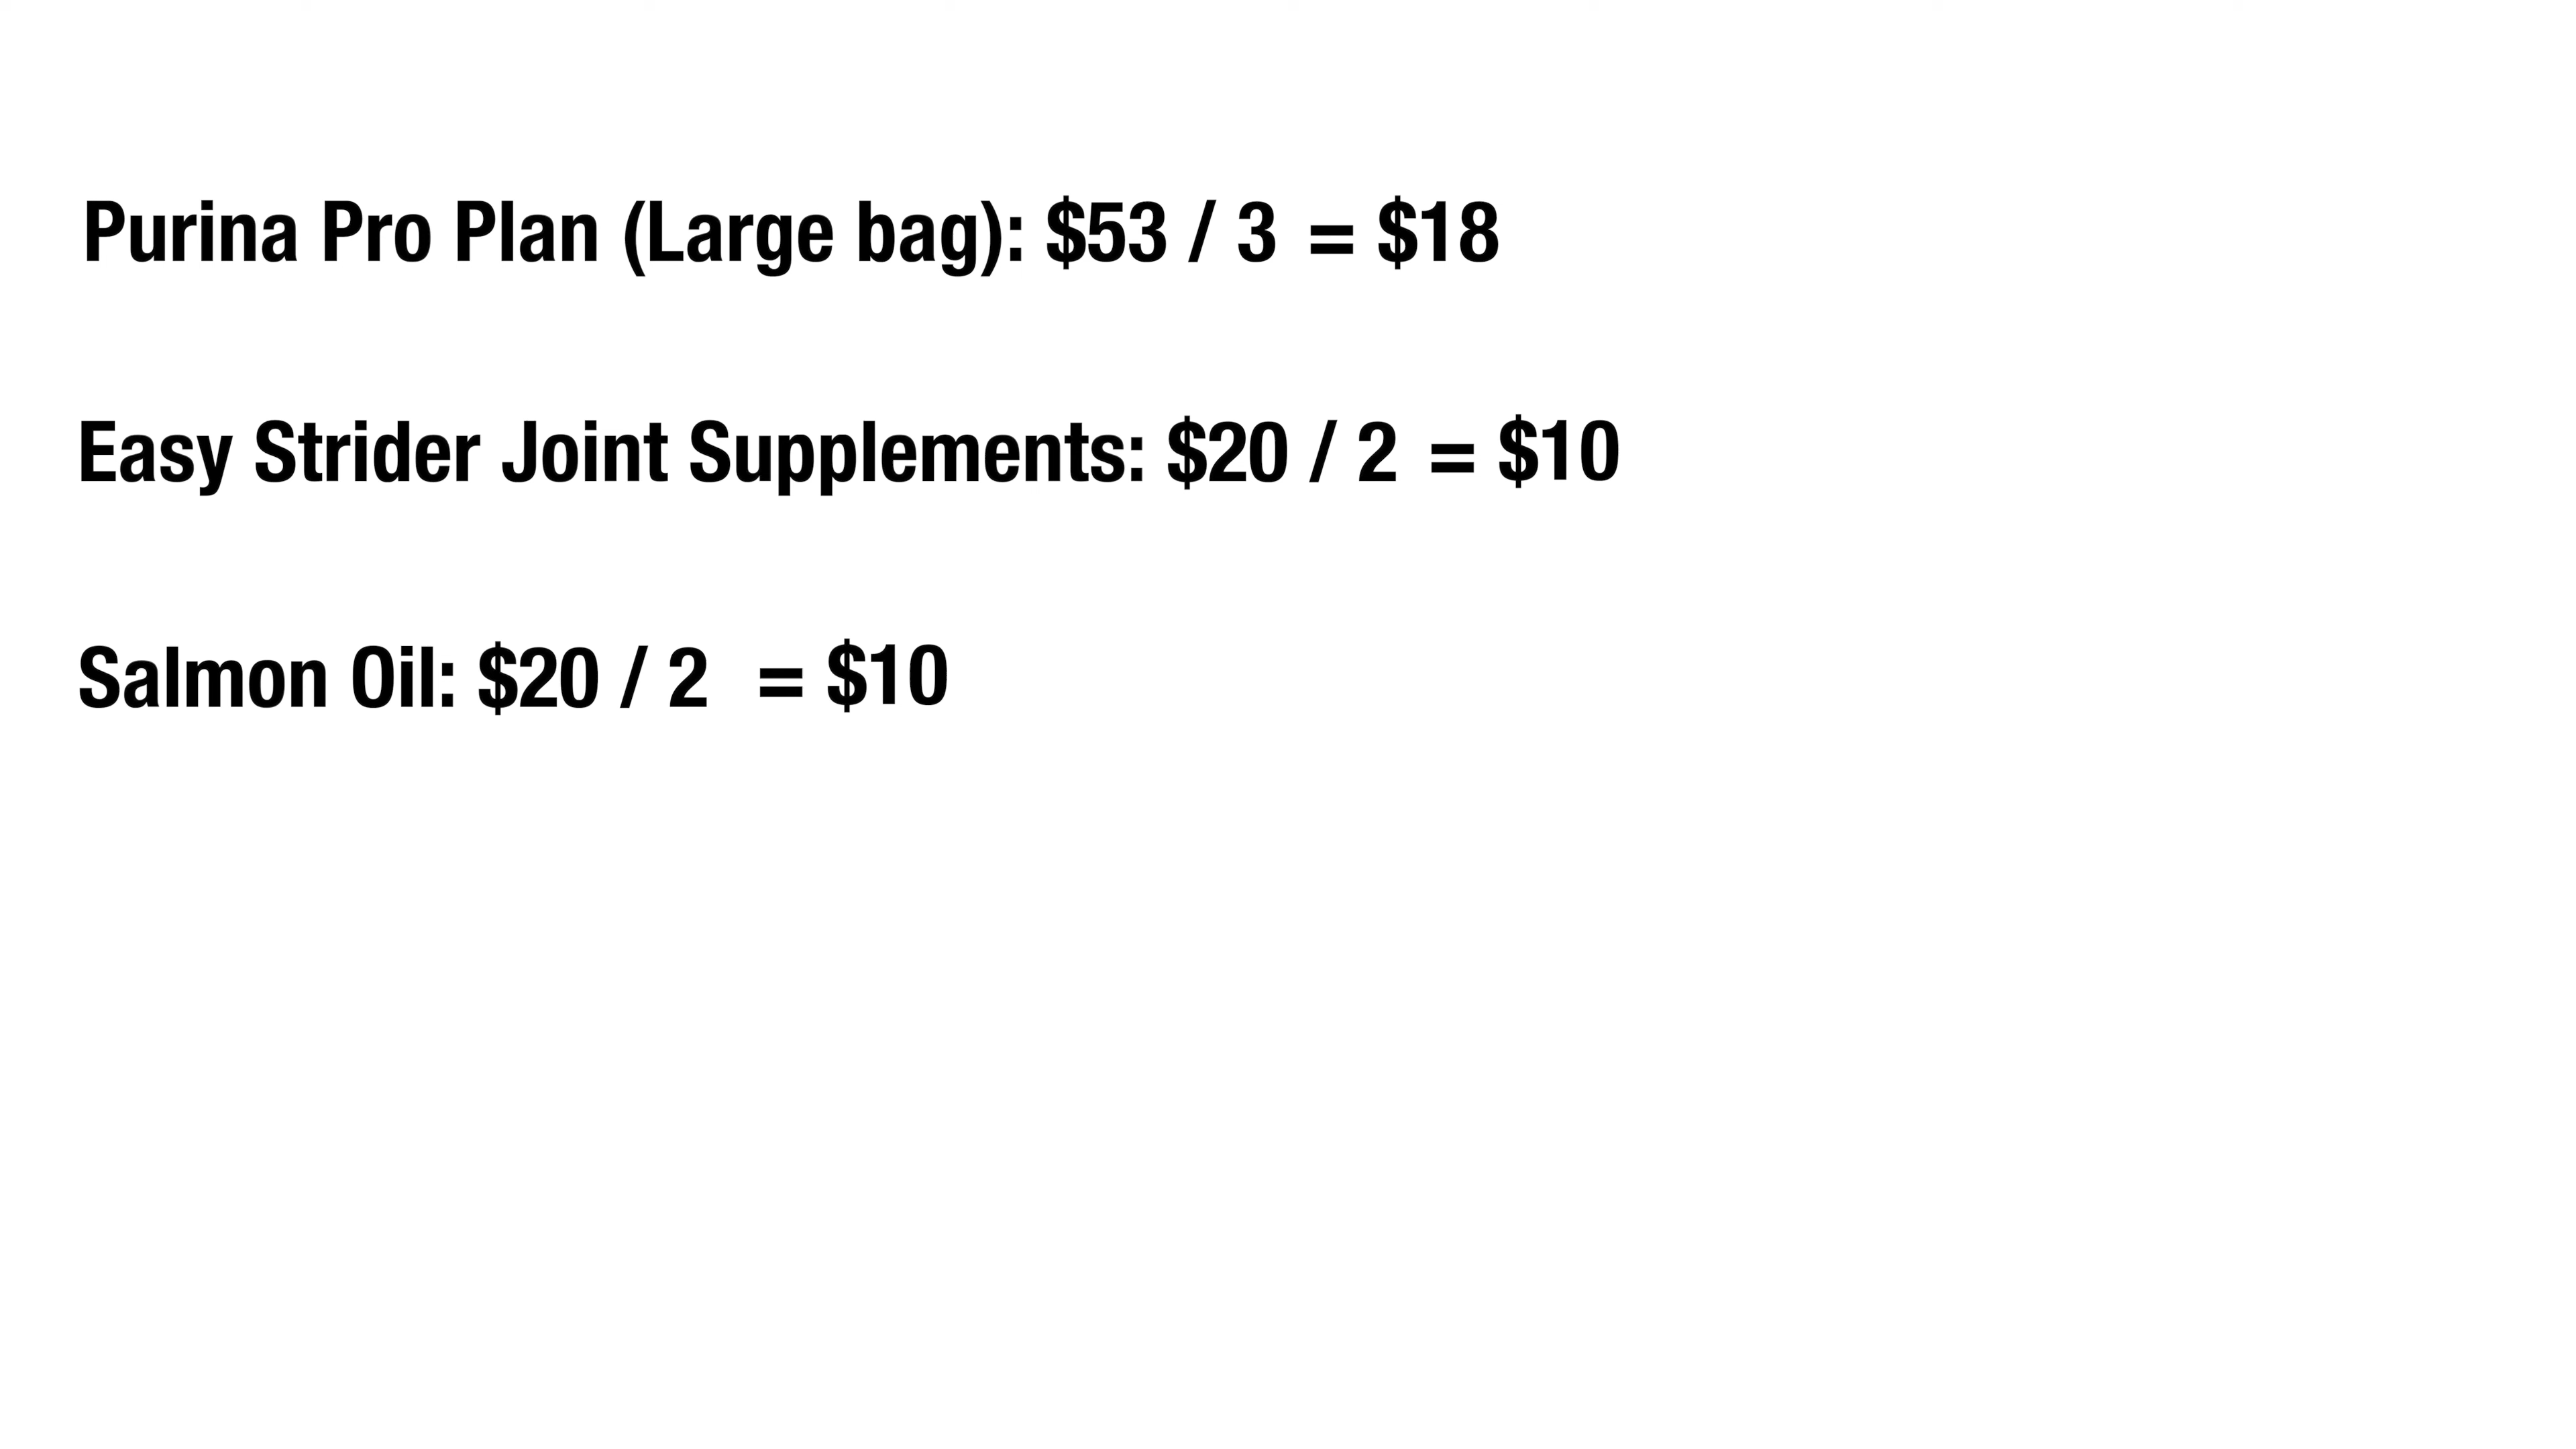 Purina Pro Plan (Large bag): $53 / 3 = $18
Easy Strider Joint Supplements: $20 / 2 = $10
Salmon Oil: $20 / 2 = $10